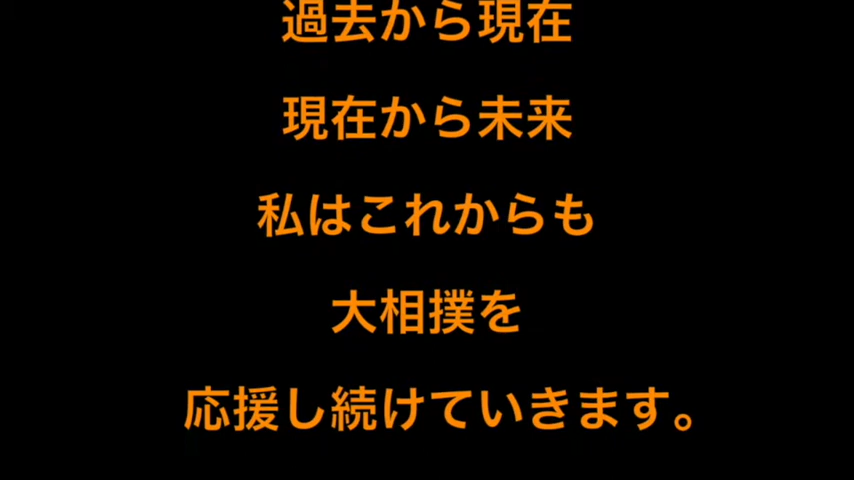 過去から現在
現在から未来
私はこれからも
大相撲を
応援し続けていきます。